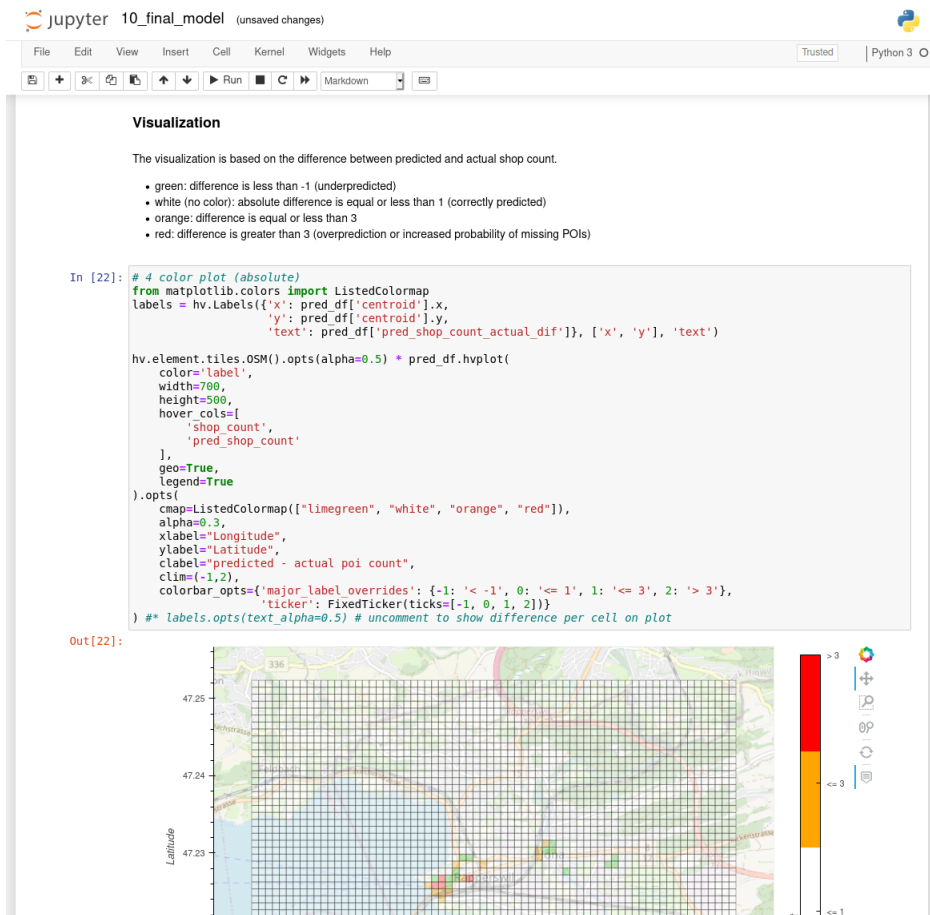 jupyter 10_final_model (unsaved changes)
File Edit View Insert Cell Kernel Widgets Help Trusted Python 3
Run Markdown
Visualization
The visualization is based on the difference between predicted and actual shop count.
green: difference is less than -1 (underpredicted)
white (no color): absolute difference is equal or less than 1 (correctly predicted)
orange: difference is equal or less than 3
red: difference is greater than 3 (overprediction or increased probability of missing POIs)
In [22]: # 4 color plot (absolute)
from matplotlib.colors import ListedColormap
labels = hv.Labels({'x': pred_df['centroid'].x,
'y': pred_df['centroid'].y,
'text': pred_df['pred_shop_count_actual_dif']}, ['x', 'y'], 'text')
hv.element.tiles.OSM().opts(alpha=0.5) * pred_df.hvplot(
color='label',
width=700,
height=500,
hover_cols=[
'shop_count',
'pred_shop_count'
],
geo=True,
legend=True
).opts(
cmap=ListedColormap(["limegreen", "white", "orange", "red"]),
alpha=0.3,
xlabel="Longitude",
ylabel="Latitude",
clabel="predicted - actual poi count",
clim=(-1,2),
colorbar_opts={'major_label_overrides': {-1: '< -1', 0: '<= 1', 1: '<= 3', 2: '> 3'},
'ticker': FixedTicker(ticks=[-1, 0, 1, 2])}
) #* labels.opts(text_alpha=0.5) # uncomment to show difference per cell on plot
Out[22]:
> 3
336
47.25
47.24
Feldbach
<= 3
Latitude
47.23
Jona
Rapperswil
<= 1